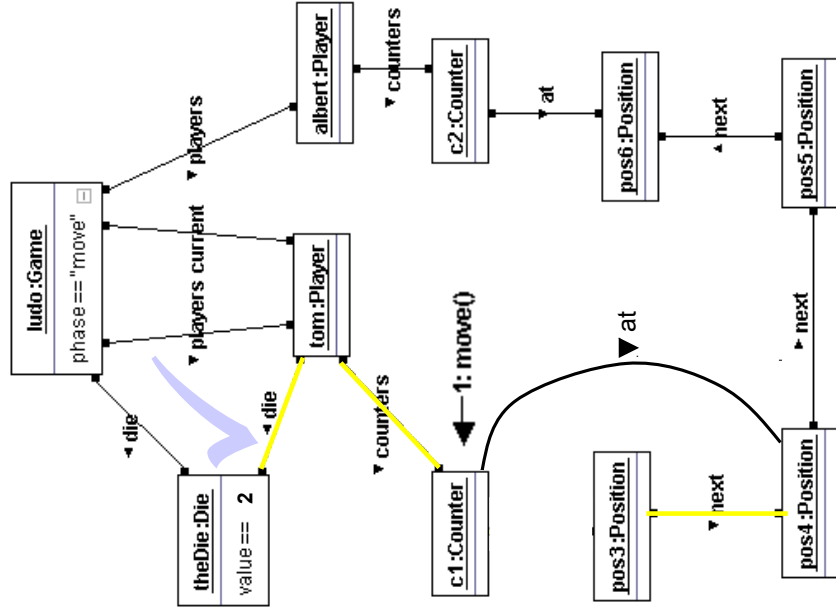 ludo :Game
phase == "move"
die
players current
players
theDie :Die
value == 2
die
tom :Player
albert :Player
counters
counters
c1 :Counter
1: move()
c2 :Counter
at
pos3 :Position
at
pos6 :Position
next
next
next
pos4 :Position
pos5 :Position